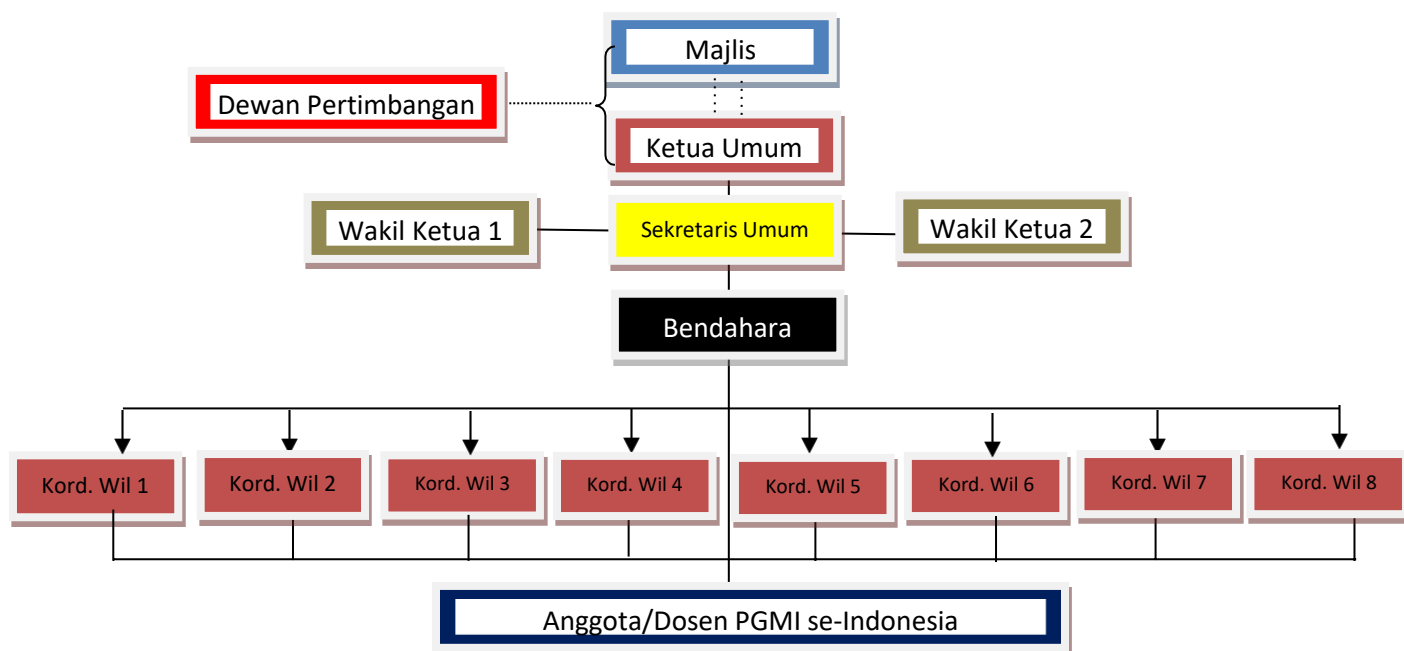 Majlis
Dewan Pertimbangan
Ketua Umum
Wakil Ketua 1
Sekretaris Umum
Wakil Ketua 2
Bendahara
Kord. Wil 1
Kord. Wil 2
Kord. Wil 3
Kord. Wil 4
Kord. Wil 5
Kord. Wil 6
Kord. Wil 7
Kord. Wil 8
Anggota/Dosen PGMI se-Indonesia